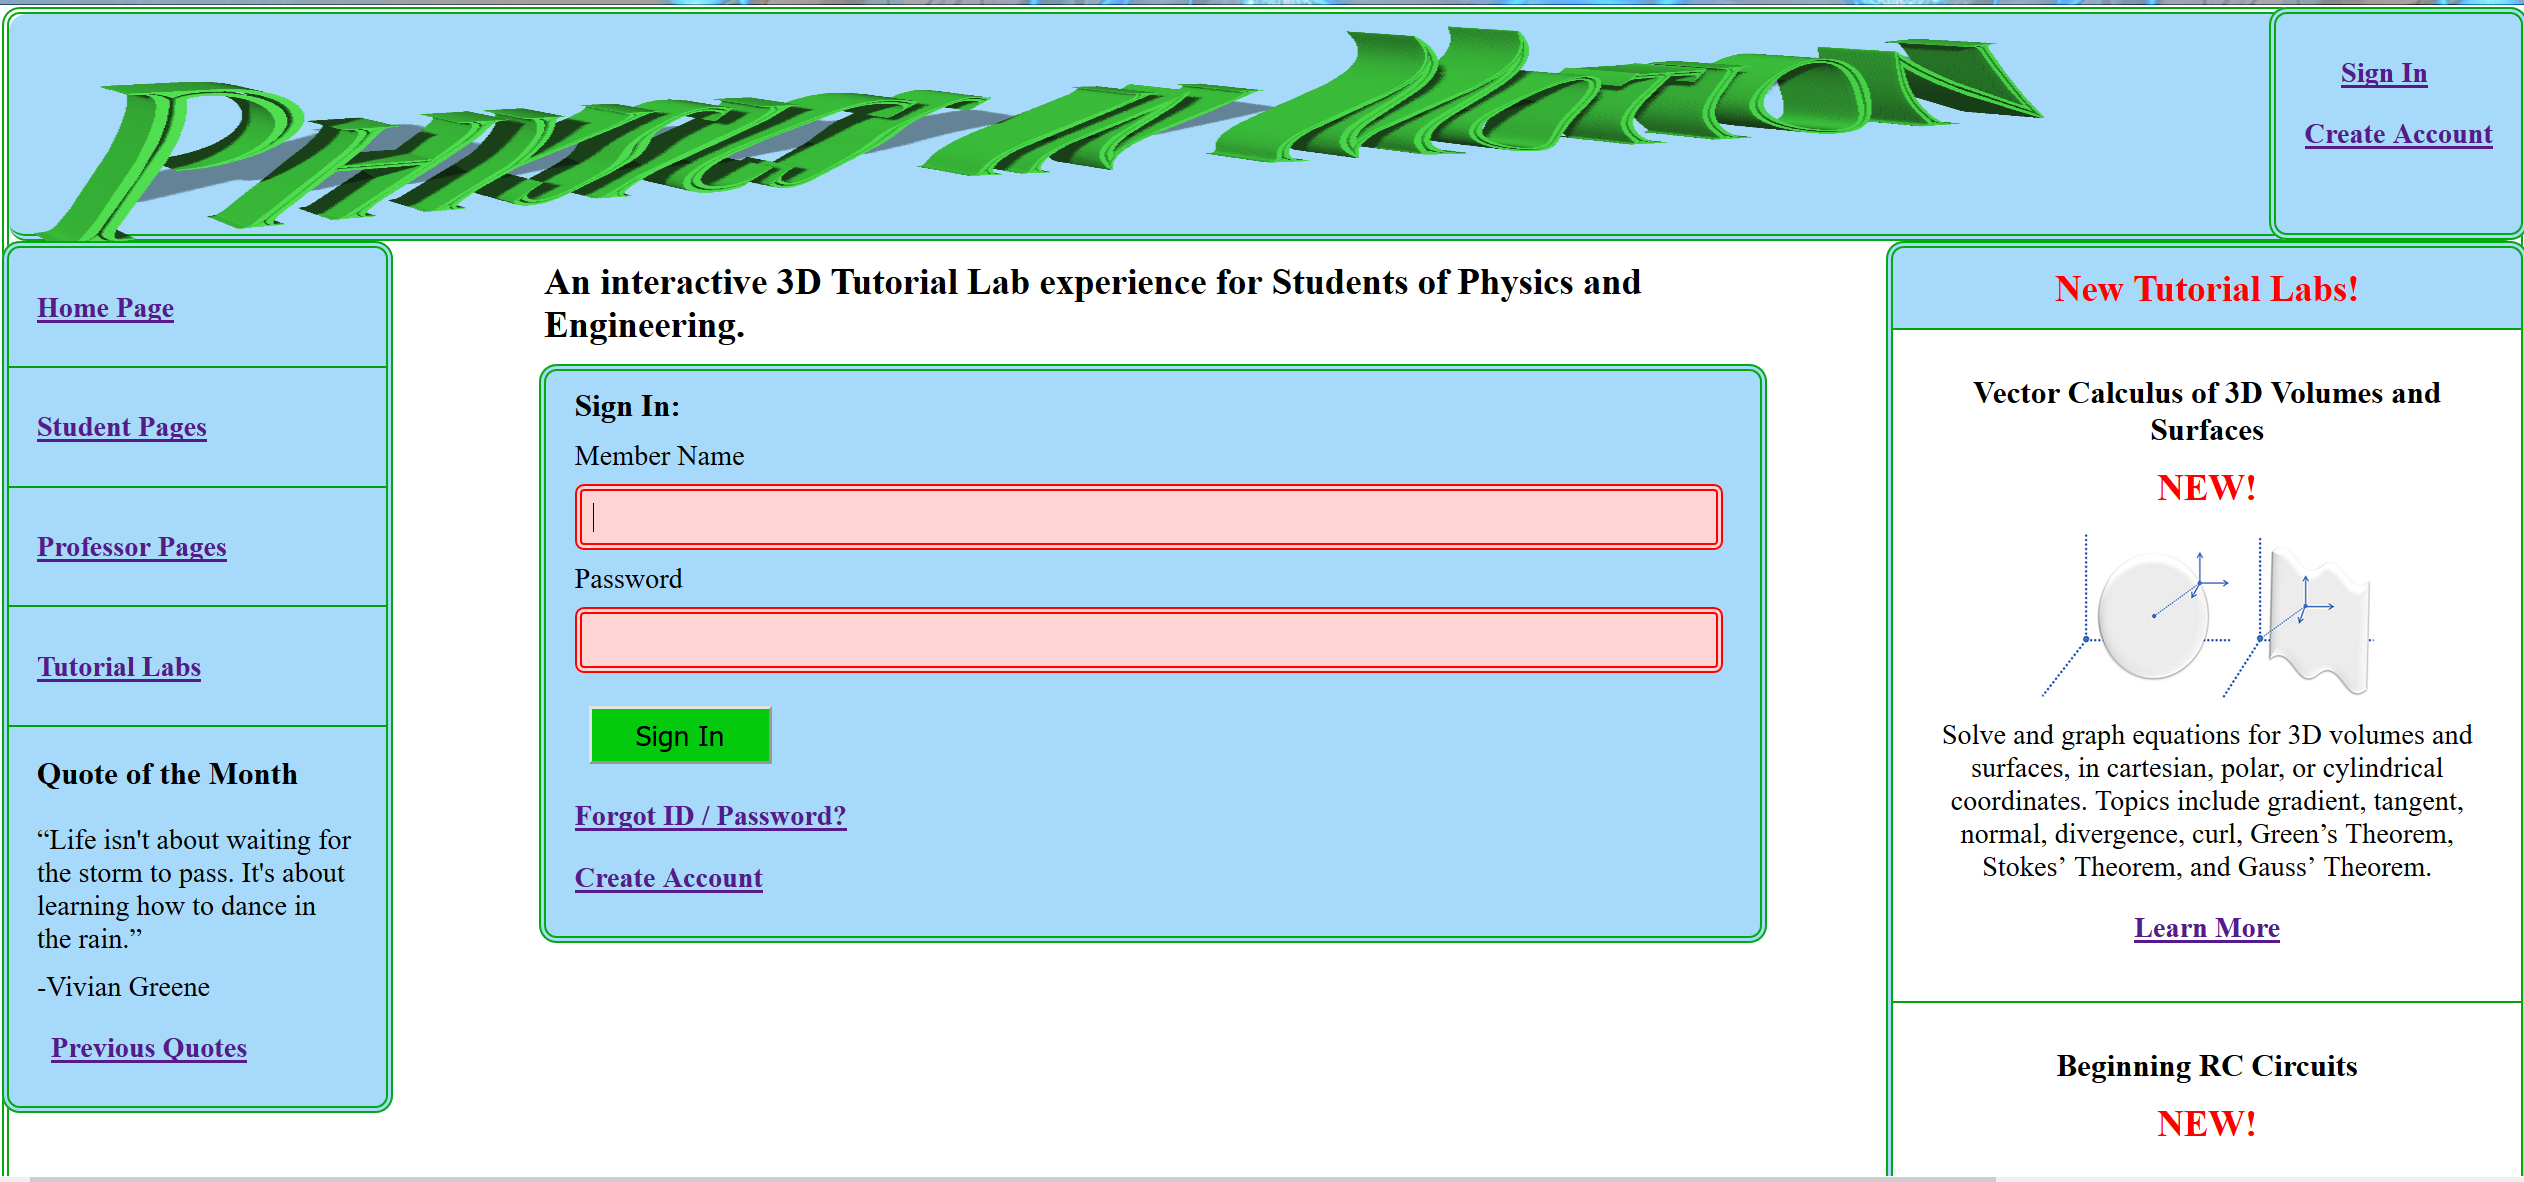 Physics in Motion
Sign In
Create Account
Home Page
Student Pages
Professor Pages
Tutorial Labs
Quote of the Month
“Life isn't about waiting for
the storm to pass. It's about
learning how to dance in
the rain.”
-Vivian Greene
Previous Quotes
An interactive 3D Tutorial Lab experience for Students of Physics and
Engineering.
Sign In:
Member Name
Password
Sign In
Forgot ID / Password?
Create Account
New Tutorial Labs!
Vector Calculus of 3D Volumes and
Surfaces
NEW!
Solve and graph equations for 3D volumes and
surfaces, in cartesian, polar, or cylindrical
coordinates. Topics include gradient, tangent,
normal, divergence, curl, Green’s Theorem,
Stokes’ Theorem, and Gauss’ Theorem.
Learn More
Beginning RC Circuits
NEW!